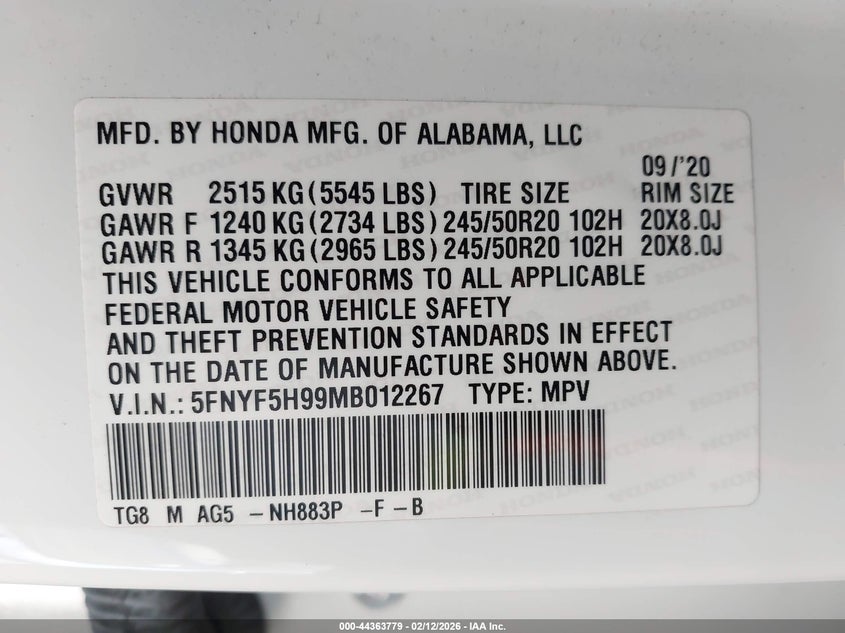 MFD. BY HONDA MFG. OF ALABAMA, LLC
09/'20
GVWR 2515 KG (5545 LBS) TIRE SIZE RIM SIZE
GAWR F 1240 KG (2734 LBS) 245/50R20 102H 20X8.0J
GAWR R 1345 KG (2965 LBS) 245/50R20 102H 20X8.0J
THIS VEHICLE CONFORMS TO ALL APPLICABLE
FEDERAL MOTOR VEHICLE SAFETY
AND THEFT PREVENTION STANDARDS IN EFFECT
ON THE DATE OF MANUFACTURE SHOWN ABOVE.
V.I.N.: 5FNYF5H99MB012267 TYPE: MPV
TG8 M AG5 – NH883P – F – B
000-44363779 - 02/12/2026 - IAA Inc.